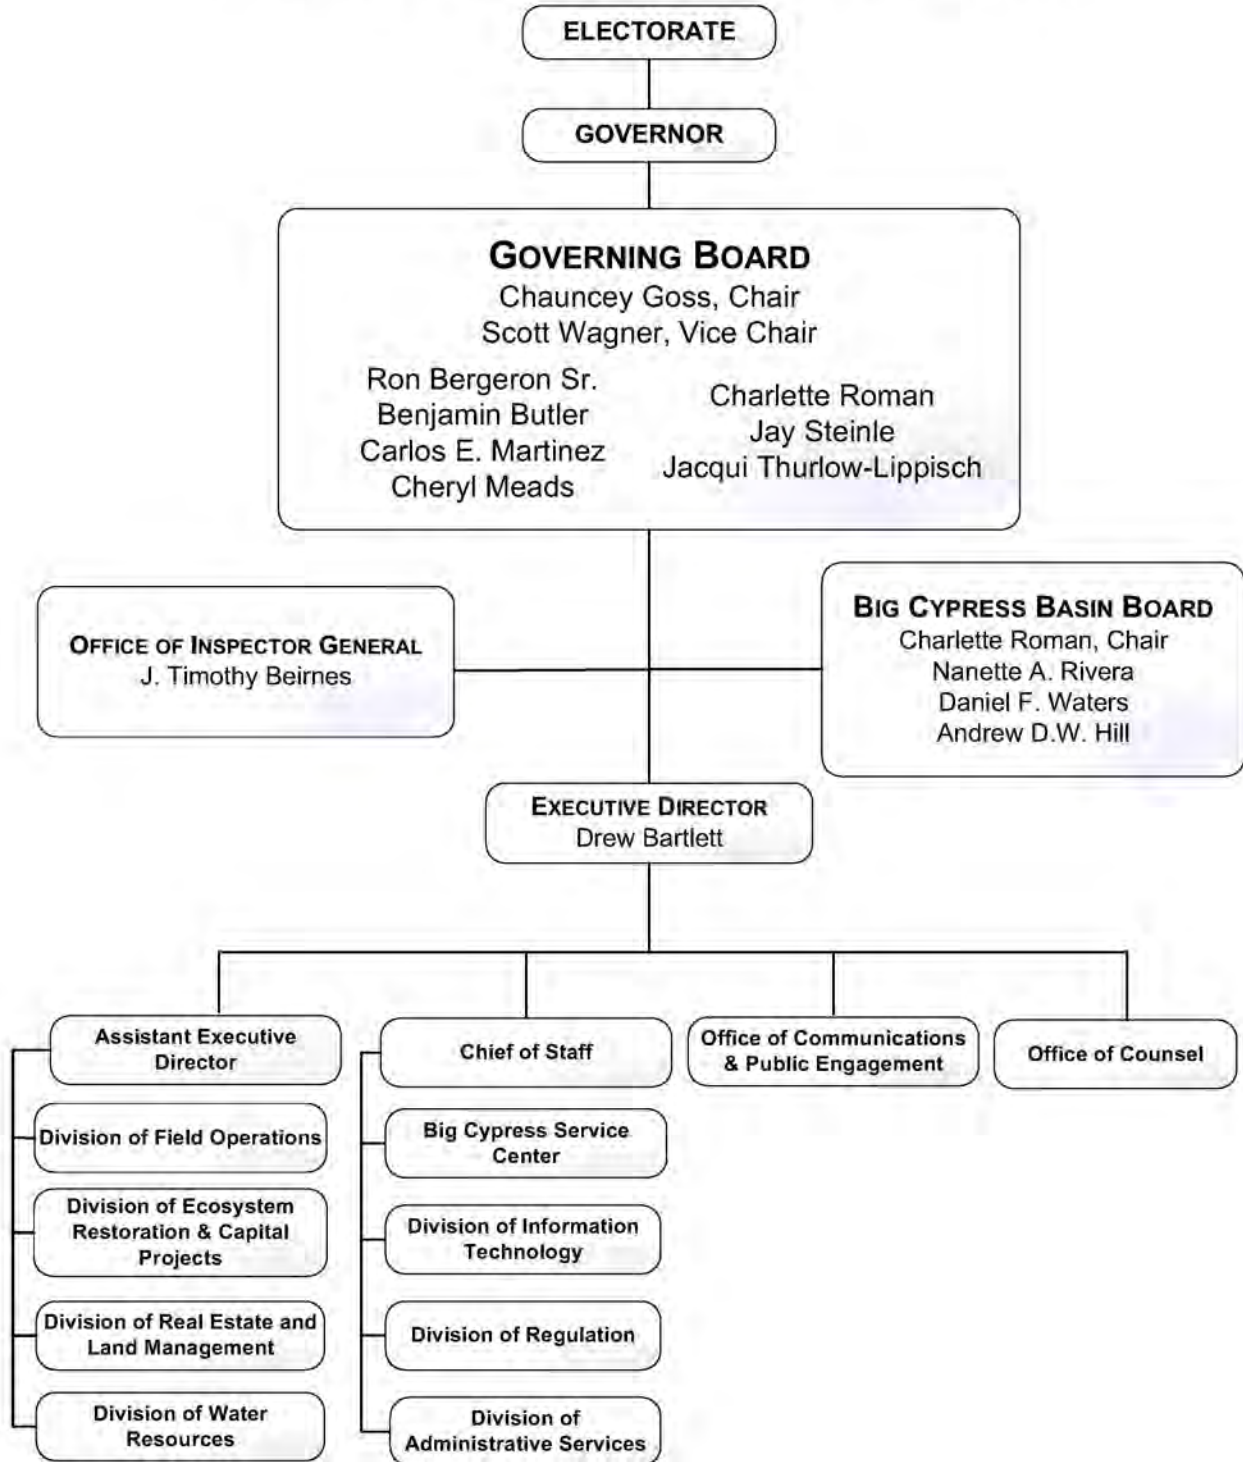 ELECTORATE
GOVERNOR
GOVERNING BOARD
Chauncey Goss, Chair
Scott Wagner, Vice Chair
Ron Bergeron Sr.
Benjamin Butler
Carlos E. Martinez
Cheryl Meads
Charlette Roman
Jay Steinle
Jacqui Thurlow-Lippisch
OFFICE OF INSPECTOR GENERAL
J. Timothy Beirnes
BIG CYPRESS BASIN BOARD
Charlette Roman, Chair
Nanette A. Rivera
Daniel F. Waters
Andrew D.W. Hill
EXECUTIVE DIRECTOR
Drew Bartlett
Assistant Executive
Director
Division of Field Operations
Division of Ecosystem
Restoration & Capital
Projects
Division of Real Estate and
Land Management
Division of Water
Resources
Chief of Staff
Big Cypress Service
Center
Division of Information
Technology
Division of Regulation
Division of
Administrative Services
Office of Communications
& Public Engagement
Office of Counsel